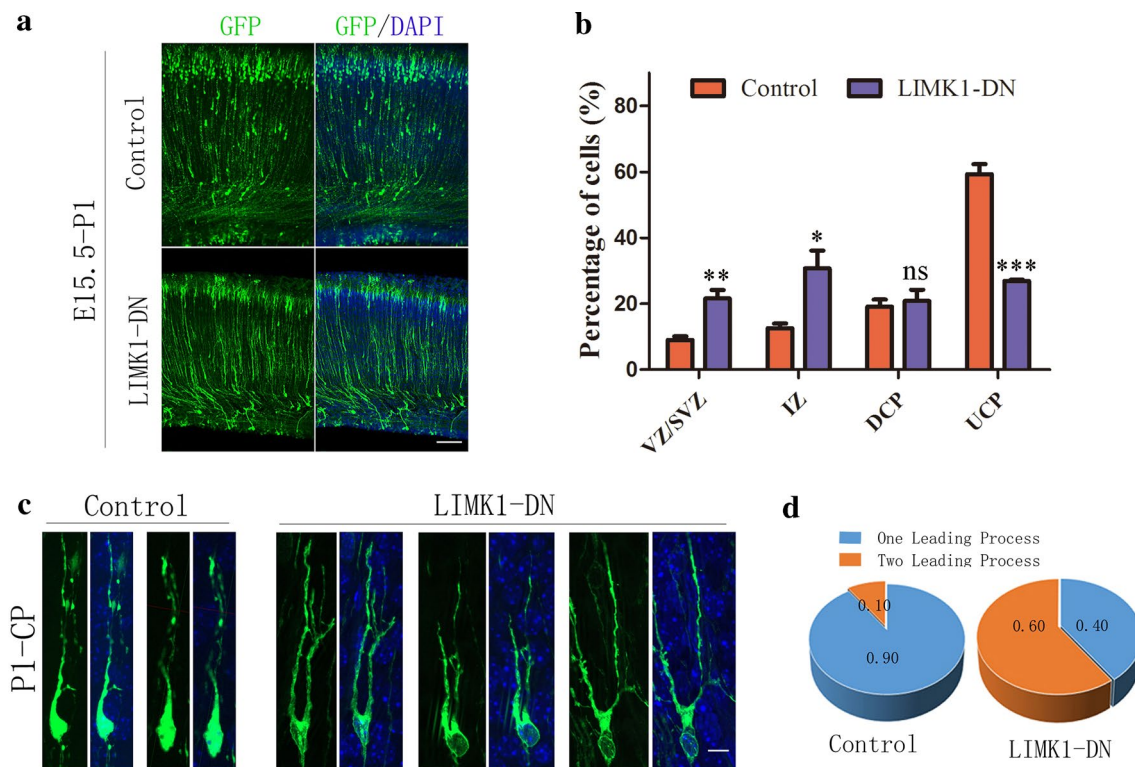 a
GFP GFP/DAPI
E15.5-P1
Control
LIMK1-DN
b
Control LIMK1-DN
Percentage of cells (%)
80
60
40
20
0
** * ns ***
VZ/SVZ IZ DCP UCP
c
Control LIMK1-DN
P1-CP
d
One Leading Process
Two Leading Process
0.10
0.90
0.60 0.40
Control LIMK1-DN